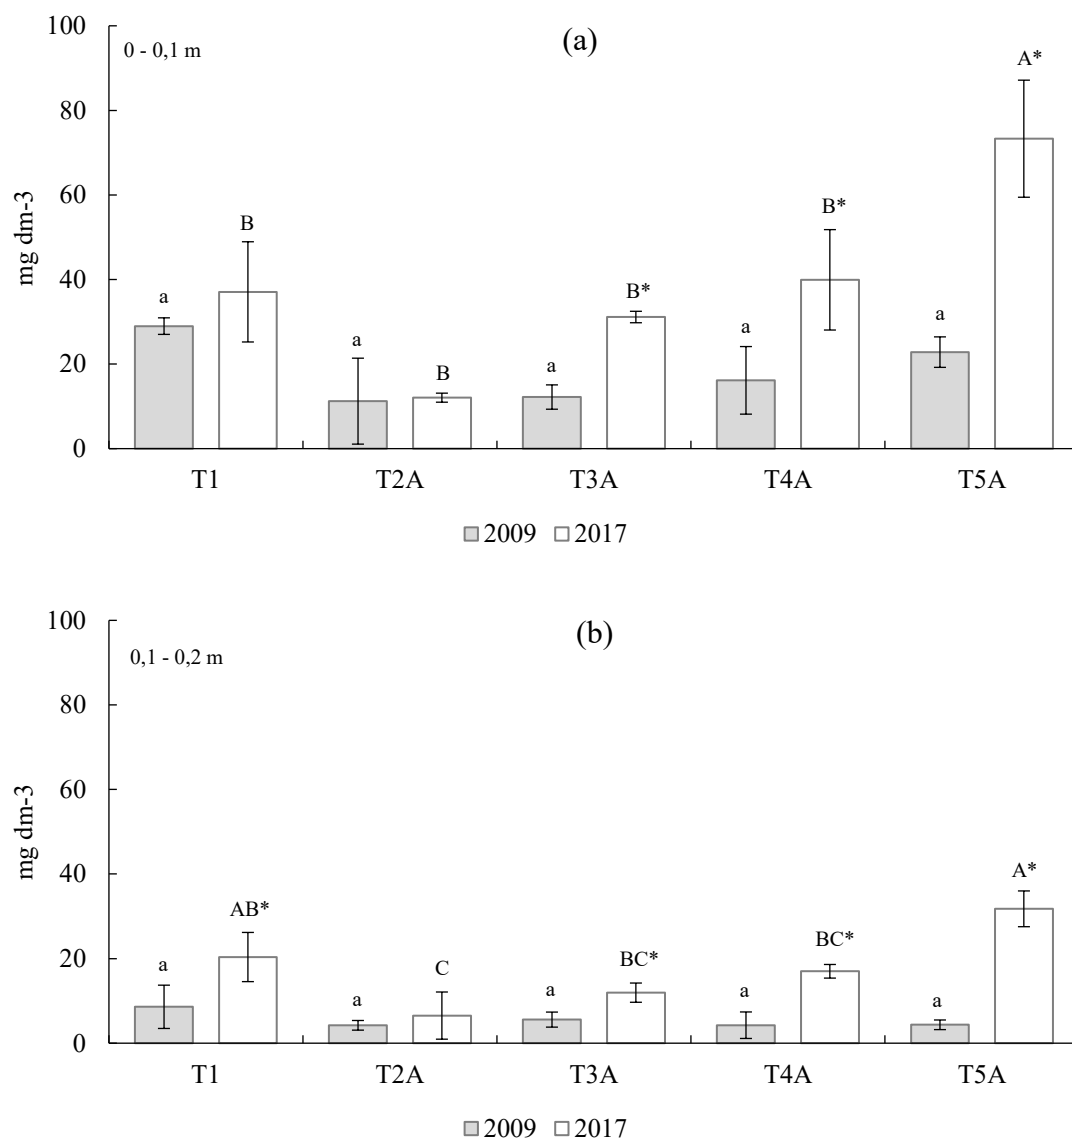 100
(a)
0 - 0,1 m
A*
80
60
B*
B
mg dm-3
40
B*
a
a
a
a
20
a
B
0
T1 T2A T3A T4A T5A
2009 2017
100
(b)
0,1 - 0,2 m
80
60
mg dm-3
40
A*
AB*
20
BC*
BC*
a
C
a
a
a
a
0
T1 T2A T3A T4A T5A
2009 2017